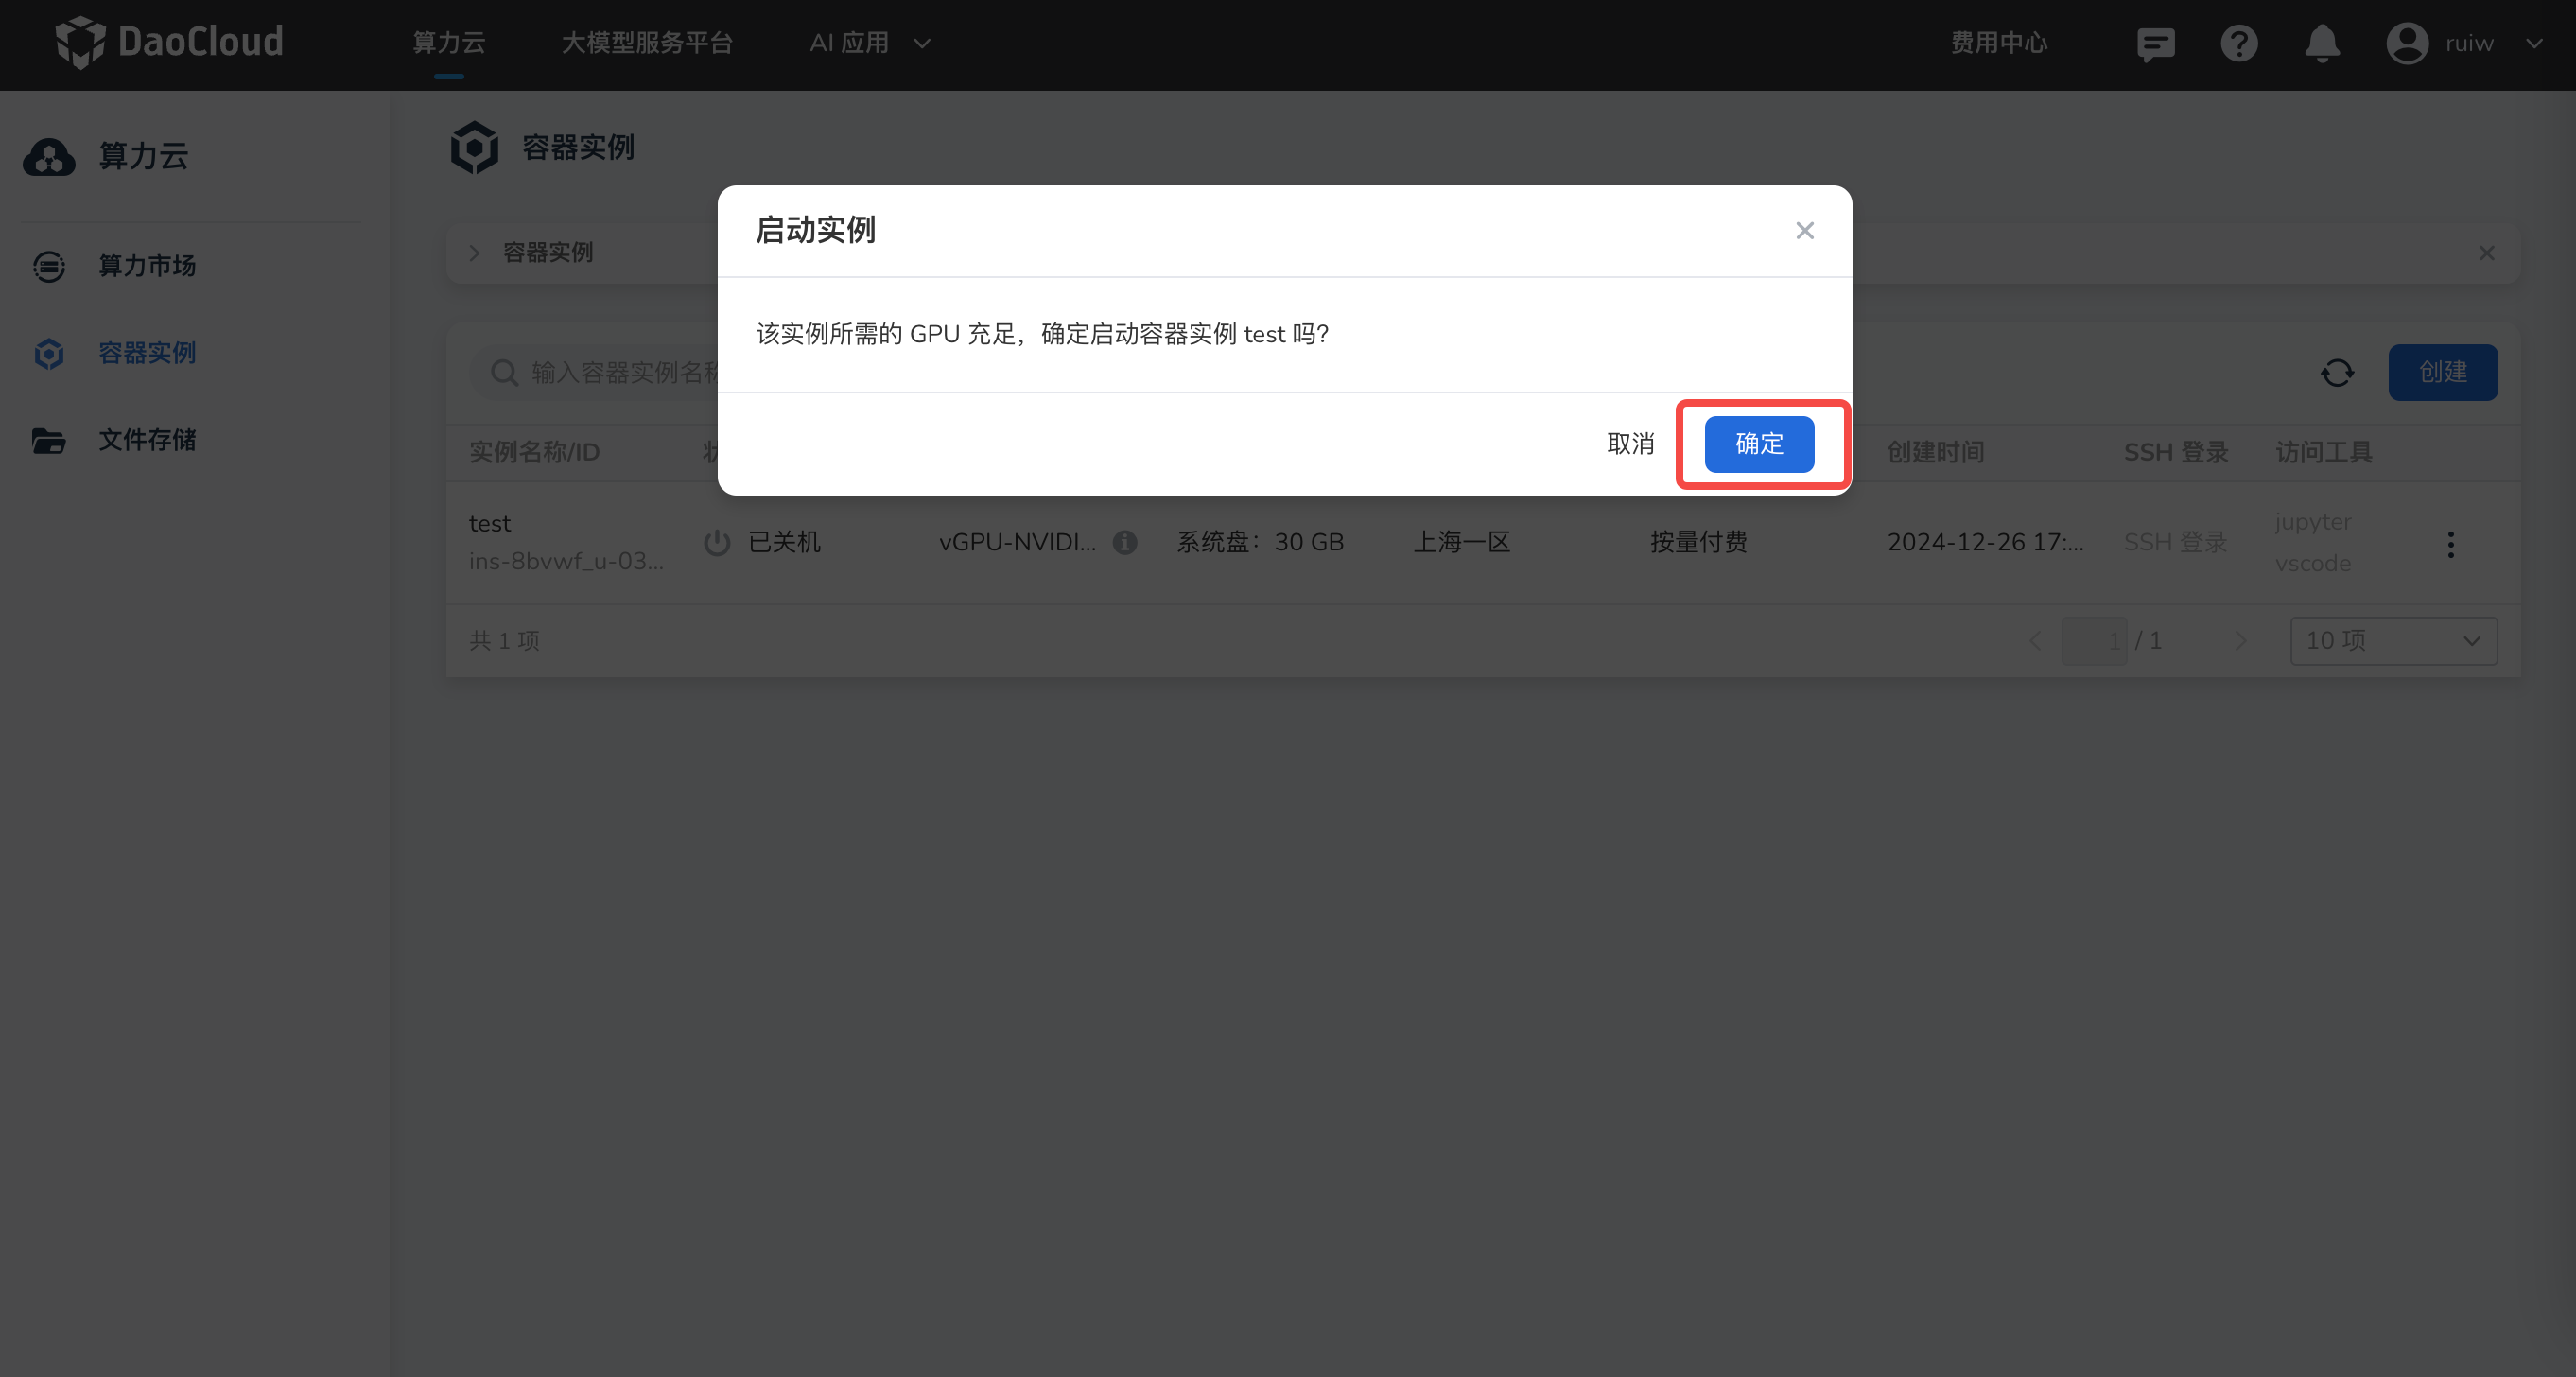 DaoCloud
算力云
大模型服务平台
AI 应用
费用中心
ruiw
算力云
算力市场
容器实例
文件存储
容器实例
容器实例
启动实例
该实例所需的 GPU 充足，确定启动容器实例 test 吗？
取消
确定
输入容器实例名
创建
实例名称/ID
创建时间
SSH 登录
访问工具
test
ins-8bvwf_u-03...
已关机
vGPU-NVIDI...
系统盘：30 GB
上海一区
按量付费
2024-12-26 17:...
SSH 登录
jupyter
vscode
共 1 项
1 / 1
10 项